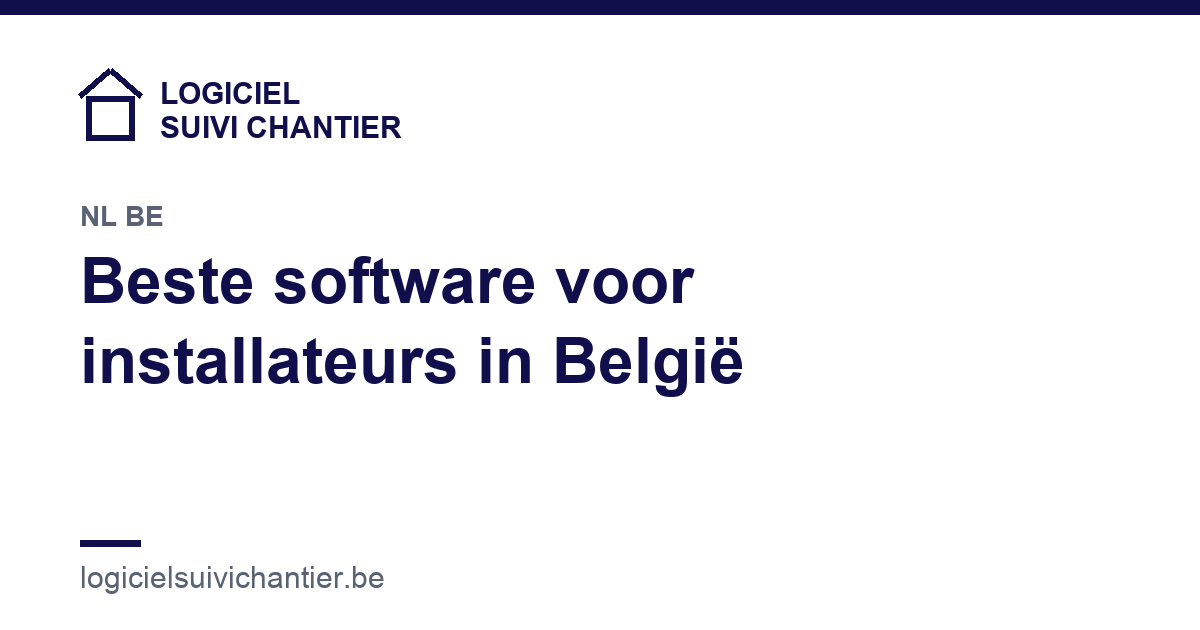 LOGICIEL
SUIVI CHANTIER
NL BE
Beste software voor
installateurs in België
logicielsuivichantier.be